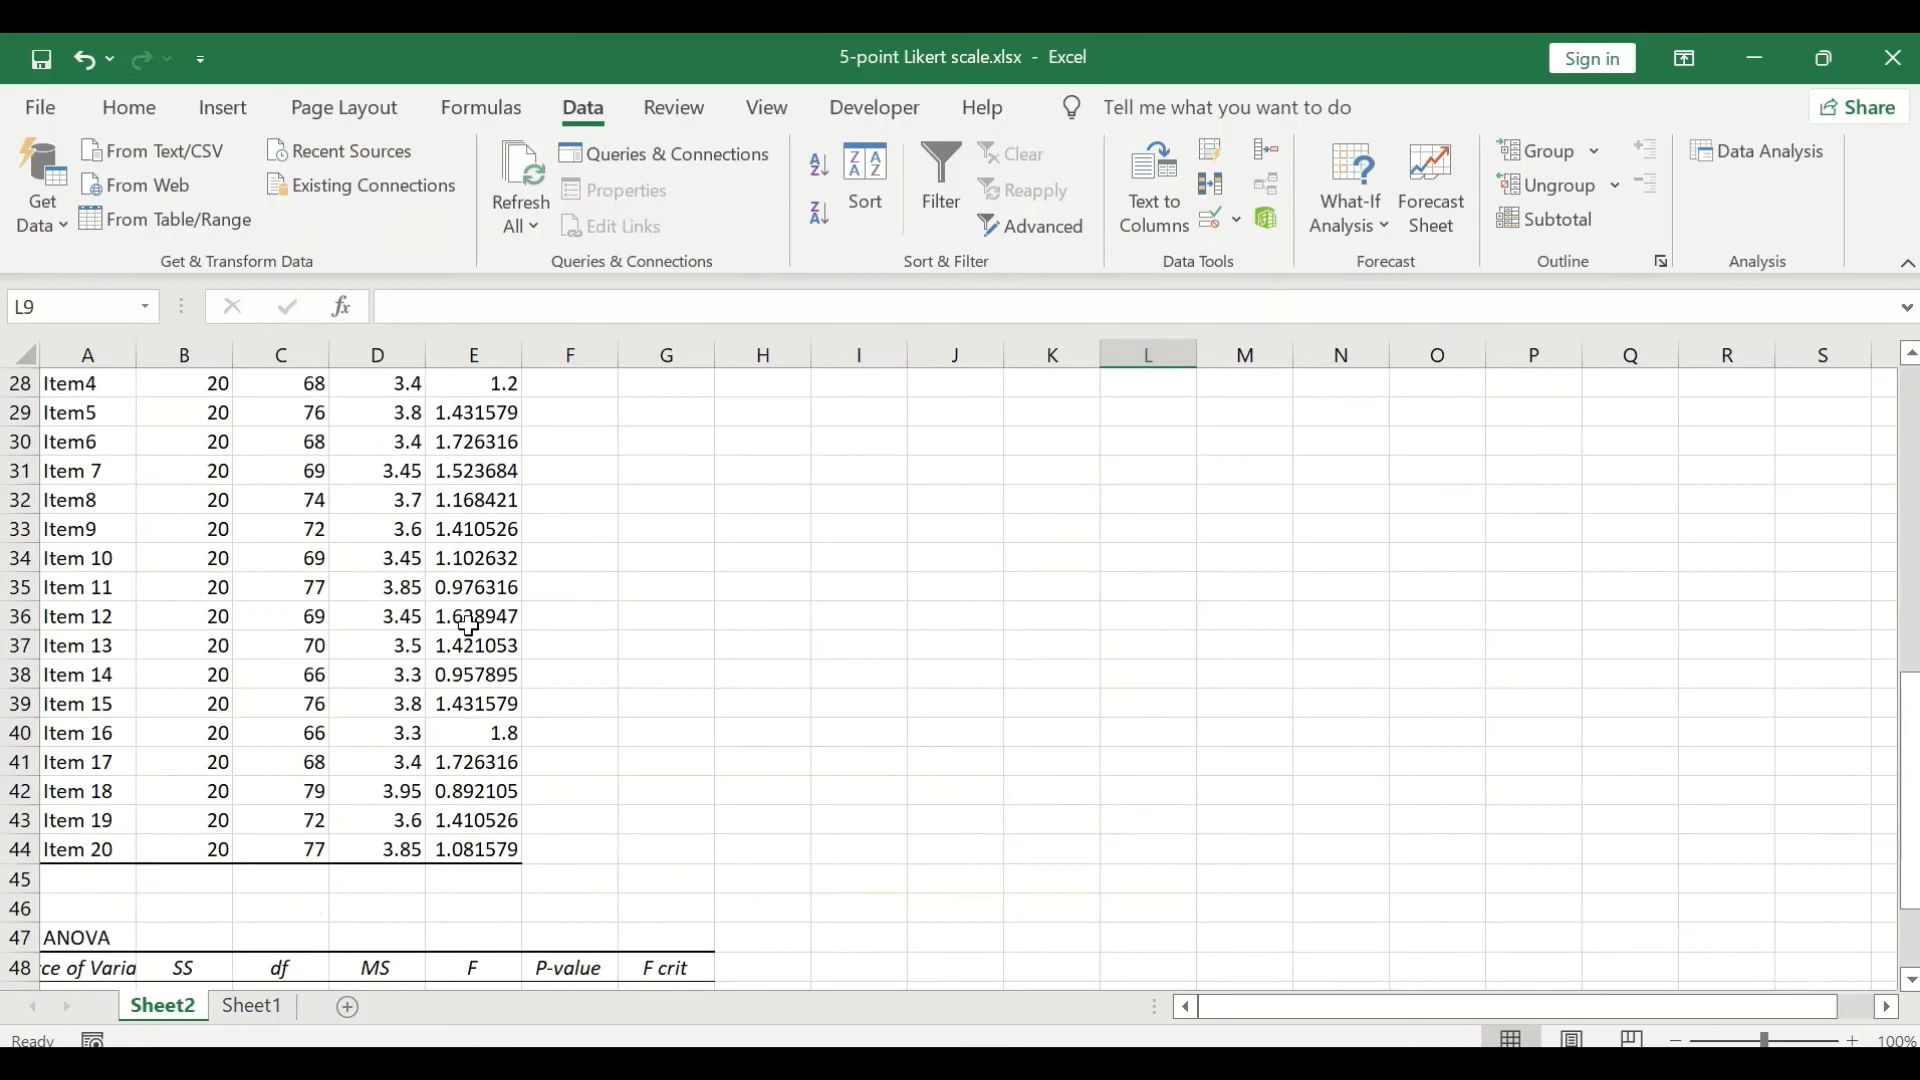 5-point Likert scale.xlsx - Excel
Sign in
File Home Insert Page Layout Formulas Data Review View Developer Help Tell me what you want to do Share
Get Data
From Text/CSV
From Web
From Table/Range
Recent Sources
Existing Connections
Get & Transform Data
Refresh All
Queries & Connections
Properties
Edit Links
Queries & Connections
Sort
Filter
Clear
Reapply
Advanced
Sort & Filter
Text to Columns
Data Tools
What-If Analysis
Forecast Sheet
Forecast
Group
Ungroup
Subtotal
Outline
Data Analysis
Analysis
L9 fx
A B C D E F G H I J K L M N O P Q R S
28 Item4 20 68 3.4 1.2
29 Item5 20 76 3.8 1.431579
30 Item6 20 68 3.4 1.726316
31 Item 7 20 69 3.45 1.523684
32 Item8 20 74 3.7 1.168421
33 Item9 20 72 3.6 1.410526
34 Item 10 20 69 3.45 1.102632
35 Item 11 20 77 3.85 0.976316
36 Item 12 20 69 3.45
37 Item 13 20 70 3.5 1.421053
38 Item 14 20 66 3.3 0.957895
39 Item 15 20 76 3.8 1.431579
40 Item 16 20 66 3.3 1.8
41 Item 17 20 68 3.4 1.726316
42 Item 18 20 79 3.95 0.892105
43 Item 19 20 72 3.6 1.410526
44 Item 20 20 77 3.85 1.081579
45
46
47 ANOVA
48 ce of Varia SS df MS F P-value F crit
Sheet2 Sheet1
Ready 100%